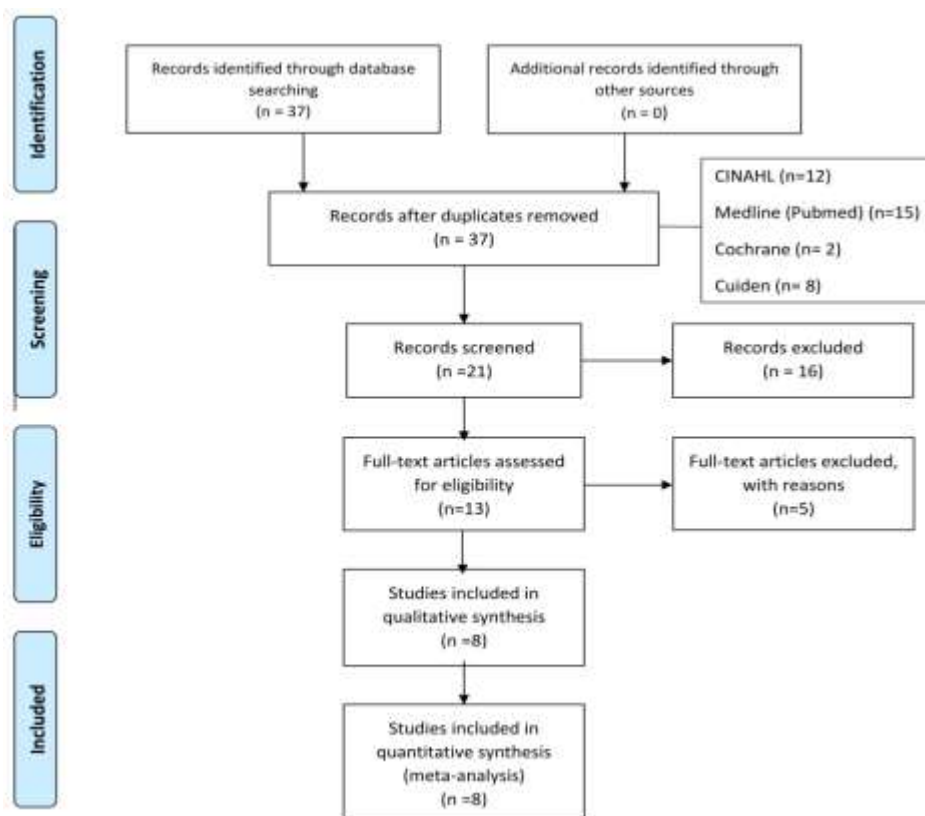 Identification
Records identified through database
searching
(n = 37)
Additional records identified through
other sources
(n = 0)
CINAHL (n=12)
Medline (Pubmed) (n=15)
Cochrane (n= 2)
Cuiden (n= 8)
Records after duplicates removed
(n = 37)
Screening
Records screened
(n =21)
Records excluded
(n = 16)
Eligibility
Full-text articles assessed
for eligibility
(n=13)
Full-text articles excluded,
with reasons
(n=5)
Studies included in
qualitative synthesis
(n =8)
Included
Studies included in
quantitative synthesis
(meta-analysis)
(n =8)